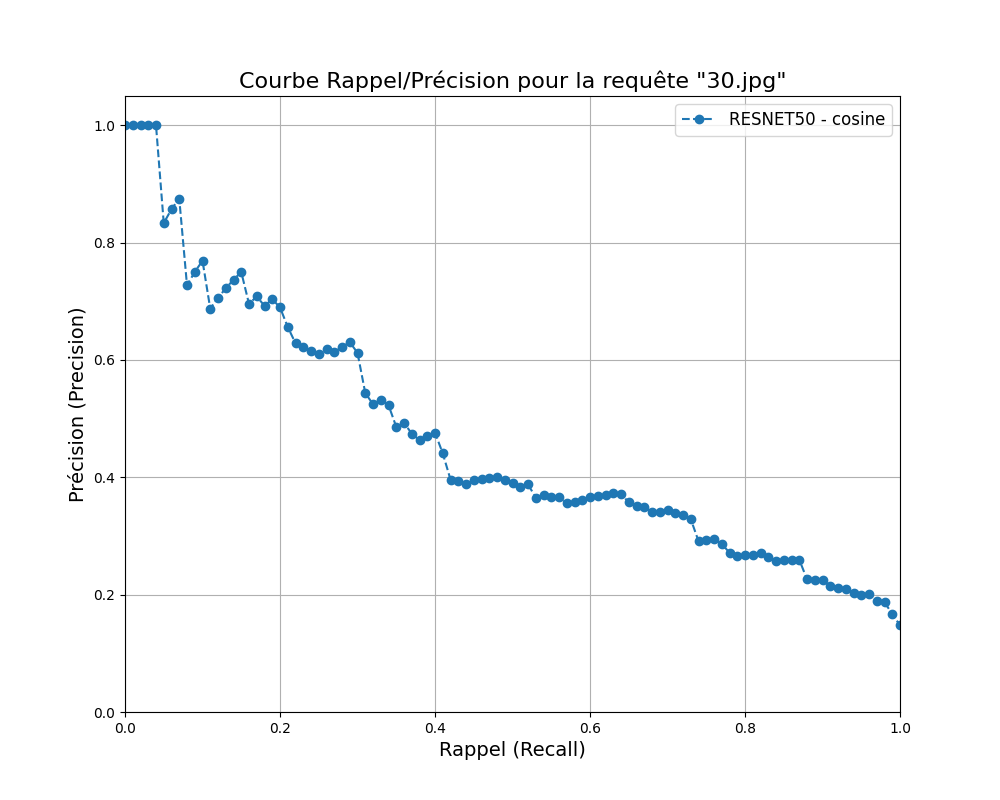 Courbe Rappel/Précision pour la requête "30.jpg"
RESNET50 - cosine
1.0
0.8
0.6
0.4
0.2
0.0
Précision (Precision)
0.0 0.2 0.4 0.6 0.8 1.0
Rappel (Recall)